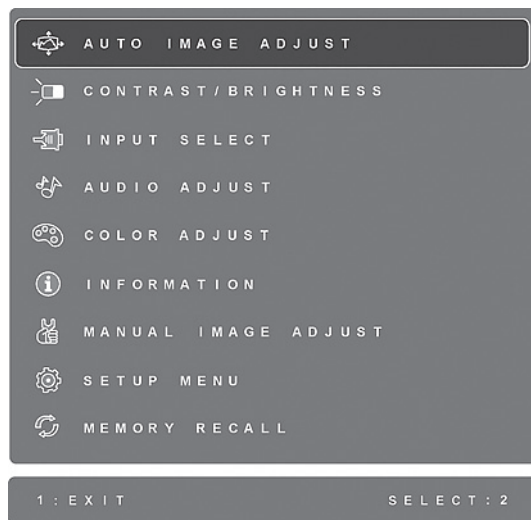 AUTO IMAGE ADJUST
CONTRAST/BRIGHTNESS
INPUT SELECT
AUDIO ADJUST
COLOR ADJUST
INFORMATION
MANUAL IMAGE ADJUST
SETUP MENU
MEMORY RECALL
1:EXIT SELECT:2